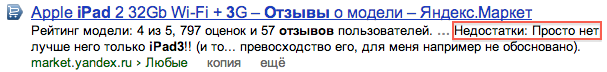 Apple iPad 2 32Gb Wi-Fi + 3G – Отзывы о модели – Яндекс.Маркет
Рейтинг модели: 4 из 5, 797 оценок и 57 отзывов пользователей. ... Недостатки: Просто нет
лучше него только iPad3!! (и то... превосходство его, для меня например не обосновано).
market.yandex.ru › Любые копия ещё